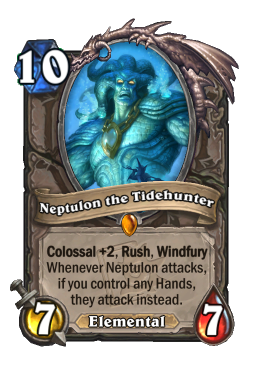 10
Neptulon the Tidehunter
Colossal +2, Rush, Windfury
Whenever Neptulon attacks,
if you control any Hands,
they attack instead.
7
Elemental
7